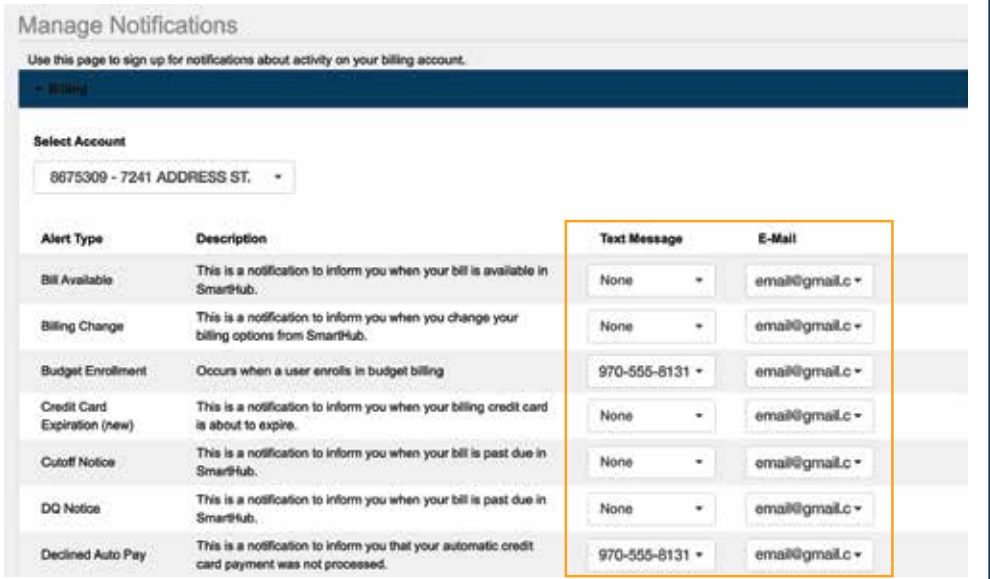 Manage Notifications
Use this page to sign up for notifications about activity on your billing account.
Billing
Select Account
8675309 - 7241 ADDRESS ST.
Alert Type Description Text Message E-Mail
Bill Available This is a notification to inform you when your bill is available in SmartHub. None email@gmail.c
Billing Change This is a notification to inform you when you change your billing options from SmartHub. None email@gmail.c
Budget Enrollment Occurs when a user enrolls in budget billing 970-555-8131 email@gmail.c
Credit Card Expiration (new) This is a notification to inform you when your billing credit card is about to expire. None email@gmail.c
Cutoff Notice This is a notification to inform you when your bill is past due in SmartHub. None email@gmail.c
DQ Notice This is a notification to inform you when your bill is past due in SmartHub. None email@gmail.c
Declined Auto Pay This is a notification to inform you that your automatic credit card payment was not processed. 970-555-8131 email@gmail.c